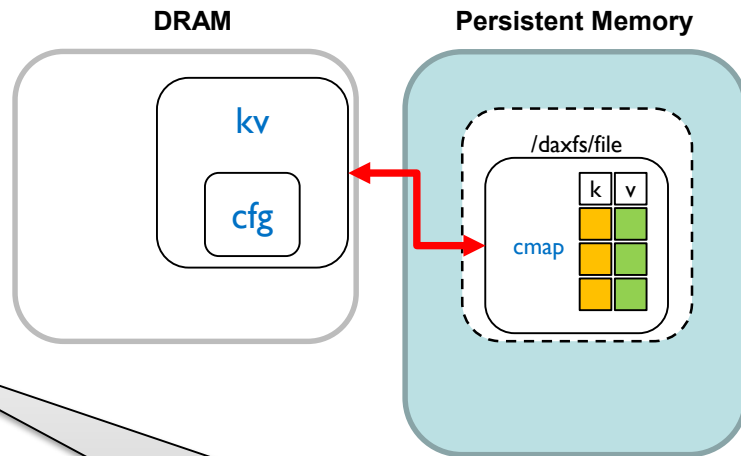 DRAM
Persistent Memory
kv
cfg
/daxfs/file
k v
cmap